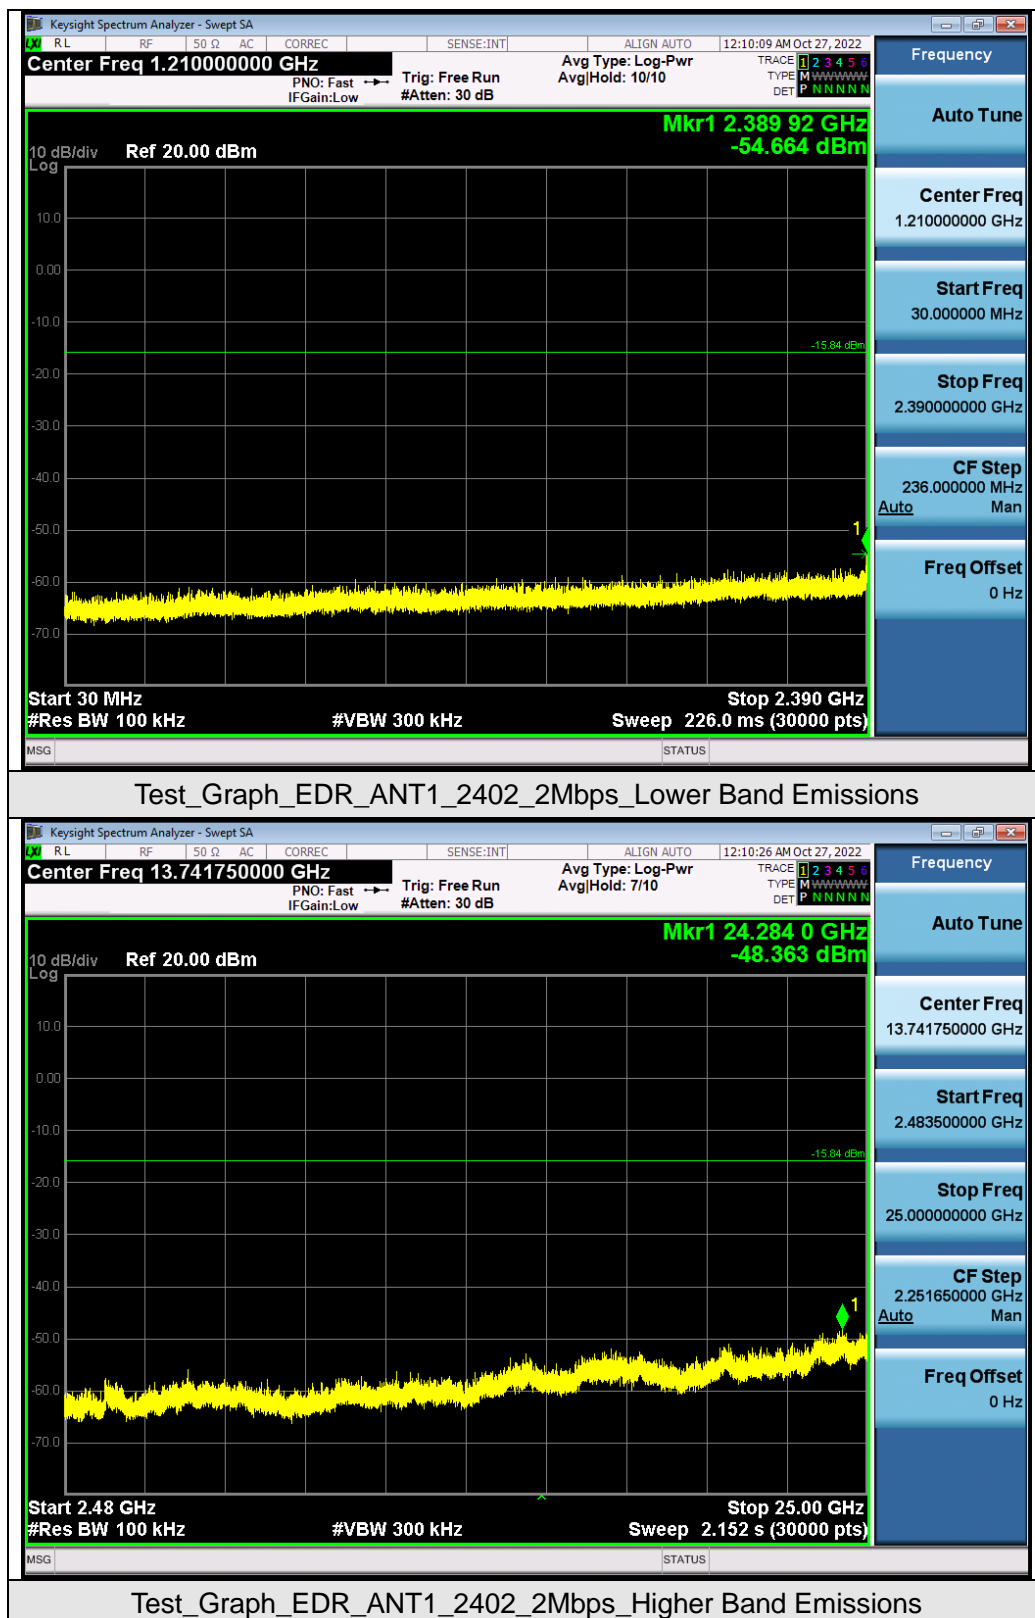 Keysight Spectrum Analyzer - Swept SA
LXI RL RF 50 Ω AC CORREC SENSE:INT ALIGN AUTO 12:10:09 AM Oct 27, 2022
Center Freq 1.210000000 GHz
PNO: Fast
IFGain:Low
Trig: Free Run
#Atten: 30 dB
Avg Type: Log-Pwr
Avg|Hold: 10/10
TRACE 1 2 3 4 5 6
TYPE M WWWWW
DET P N N N N N
Mkr1 2.389 92 GHz
-54.664 dBm
10 dB/div Ref 20.00 dBm
Log
10.0
0.00
-10.0
-15.84 dBm
-20.0
-30.0
-40.0
-50.0
1
-60.0
-70.0
Start 30 MHz Stop 2.390 GHz
#Res BW 100 kHz #VBW 300 kHz Sweep 226.0 ms (30000 pts)
MSG STATUS
Frequency
Auto Tune
Center Freq
1.210000000 GHz
Start Freq
30.000000 MHz
Stop Freq
2.390000000 GHz
CF Step
236.000000 MHz
Auto Man
Freq Offset
0 Hz
Test_Graph_EDR_ANT1_2402_2Mbps_Lower Band Emissions
Keysight Spectrum Analyzer - Swept SA
LXI RL RF 50 Ω AC CORREC SENSE:INT ALIGN AUTO 12:10:26 AM Oct 27, 2022
Center Freq 13.741750000 GHz
PNO: Fast
IFGain:Low
Trig: Free Run
#Atten: 30 dB
Avg Type: Log-Pwr
Avg|Hold: 7/10
TRACE 1 2 3 4 5 6
TYPE M WWWWW
DET P N N N N N
Mkr1 24.284 0 GHz
-48.363 dBm
10 dB/div Ref 20.00 dBm
Log
10.0
0.00
-10.0
-15.84 dBm
-20.0
-30.0
-40.0
1
-50.0
-60.0
-70.0
Start 2.48 GHz Stop 25.00 GHz
#Res BW 100 kHz #VBW 300 kHz Sweep 2.152 s (30000 pts)
MSG STATUS
Frequency
Auto Tune
Center Freq
13.741750000 GHz
Start Freq
2.483500000 GHz
Stop Freq
25.000000000 GHz
CF Step
2.251650000 GHz
Auto Man
Freq Offset
0 Hz
Test_Graph_EDR_ANT1_2402_2Mbps_Higher Band Emissions